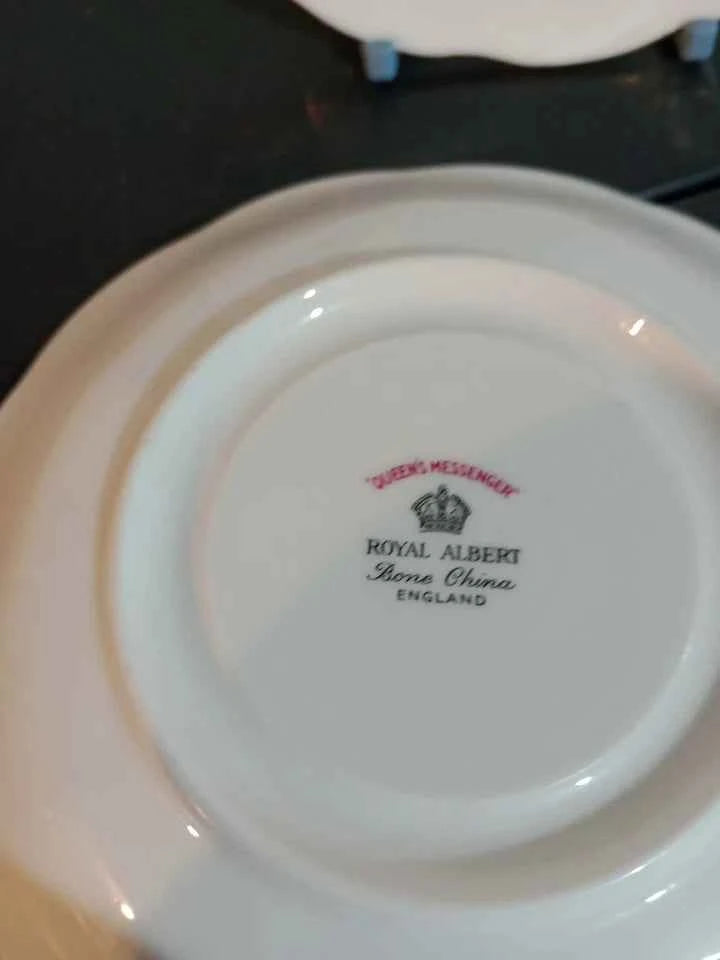 "QUEEN'S MESSENGER"
ROYAL ALBERT
Bone China
ENGLAND